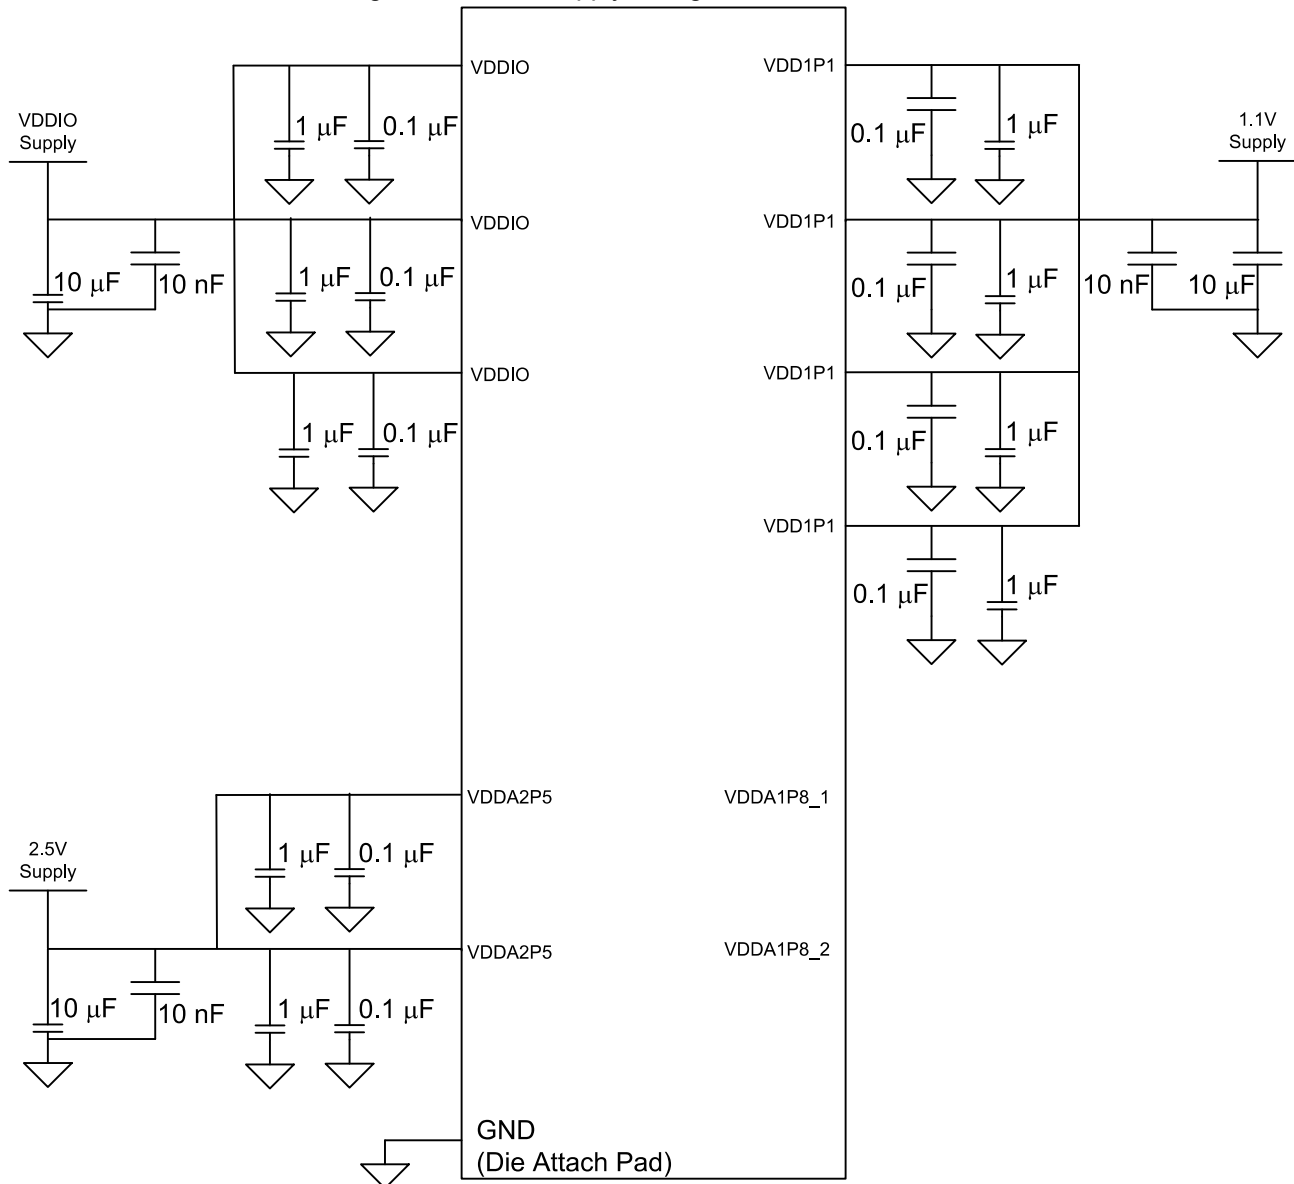 VDDIO
VDD1P1
1 μF
0.1 μF
0.1 μF
1 μF
VDDIO
Supply
1.1V
Supply
VDDIO
VDD1P1
10 μF
10 nF
1 μF
0.1 μF
0.1 μF
1 μF
10 nF
10 μF
VDDIO
VDD1P1
1 μF
0.1 μF
0.1 μF
1 μF
VDD1P1
0.1 μF
1 μF
VDDA2P5
VDDA1P8_1
2.5V
Supply
1 μF
0.1 μF
VDDA2P5
VDDA1P8_2
10 μF
10 nF
1 μF
0.1 μF
GND
(Die Attach Pad)